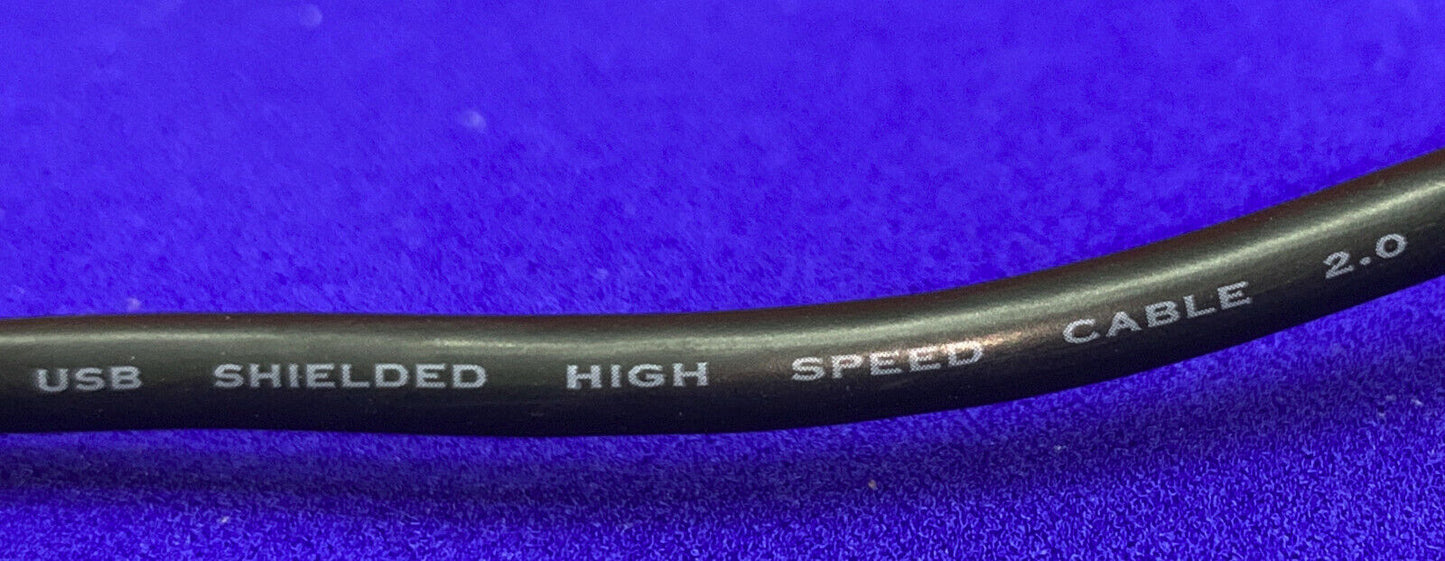 USB SHIELDED HIGH SPEED CABLE 2.0